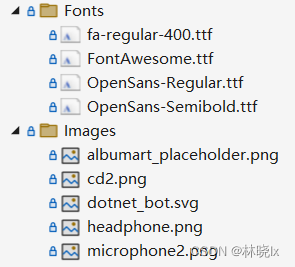 Fonts
fa-regular-400.ttf
FontAwesome.ttf
OpenSans-Regular.ttf
OpenSans-Semibold.ttf
Images
albumart_placeholder.png
cd2.png
dotnet_bot.svg
headphone.png
microphone2.png
CSDN @林晓lx